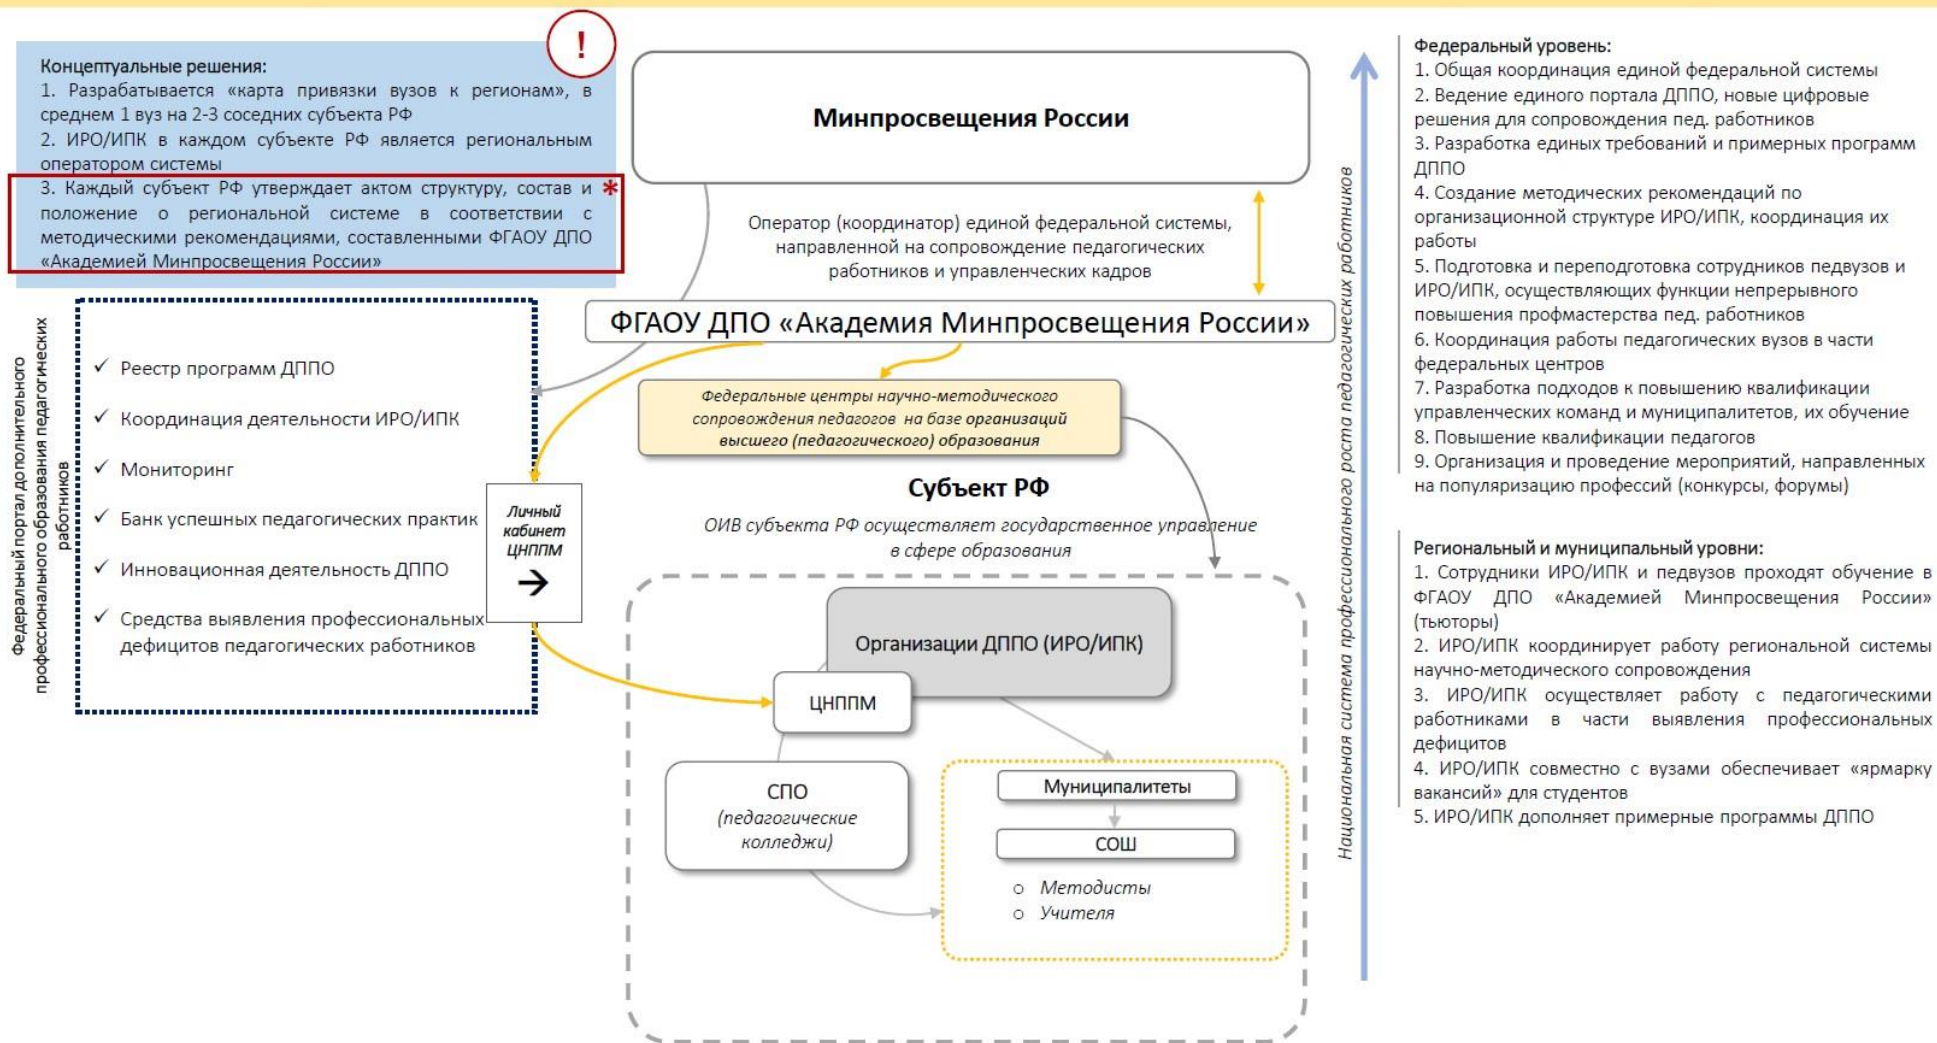 !
Концептуальные решения:
1. Разрабатывается «карта привязки вузов к регионам», в
среднем 1 вуз на 2-3 соседних субъекта РФ
2. ИРО/ИПК в каждом субъекте РФ является региональным
оператором системы
3. Каждый субъект РФ утверждает актом структуру, состав и *
положение о региональной системе в соответствии с
методическими рекомендациями, составленными ФГАОУ ДПО
«Академией Минпросвещения России»
Федеральный портал дополнительного
профессионального образования педагогических
работников
✓ Реестр программ ДППО
✓ Координация деятельности ИРО/ИПК
✓ Мониторинг
✓ Банк успешных педагогических практик
✓ Инновационная деятельность ДППО
✓ Средства выявления профессиональных
дефицитов педагогических работников
Личный
кабинет
ЦНППМ
→
Минпросвещения России
Оператор (координатор) единой федеральной системы,
направленной на сопровождение педагогических
работников и управленческих кадров
ФГАОУ ДПО «Академия Минпросвещения России»
Федеральные центры научно-методического
сопровождения педагогов на базе организаций
высшего (педагогического) образования
Субъект РФ
ОИВ субъекта РФ осуществляет государственное управление
в сфере образования
Организации ДППО (ИРО/ИПК)
ЦНППМ
СПО
(педагогические
колледжи)
Муниципалитеты
СОШ
o Методисты
o Учителя
Национальная система профессионального роста педагогических работников
Федеральный уровень:
1. Общая координация единой федеральной системы
2. Ведение единого портала ДППО, новые цифровые
решения для сопровождения пед. работников
3. Разработка единых требований и примерных программ
ДППО
4. Создание методических рекомендаций по
организационной структуре ИРО/ИПК, координация их
работы
5. Подготовка и переподготовка сотрудников педвузов и
ИРО/ИПК, осуществляющих функции непрерывного
повышения профмастерства пед. работников
6. Координация работы педагогических вузов в части
федеральных центров
7. Разработка подходов к повышению квалификации
управленческих команд и муниципалитетов, их обучение
8. Повышение квалификации педагогов
9. Организация и проведение мероприятий, направленных
на популяризацию профессий (конкурсы, форумы)
Региональный и муниципальный уровни:
1. Сотрудники ИРО/ИПК и педвузов проходят обучение в
ФГАОУ ДПО «Академией Минпросвещения России»
(тьюторы)
2. ИРО/ИПК координирует работу региональной системы
научно-методического сопровождения
3. ИРО/ИПК осуществляет работу с педагогическими
работниками в части выявления профессиональных
дефицитов
4. ИРО/ИПК совместно с вузами обеспечивает «ярмарку
вакансий» для студентов
5. ИРО/ИПК дополняет примерные программы ДППО